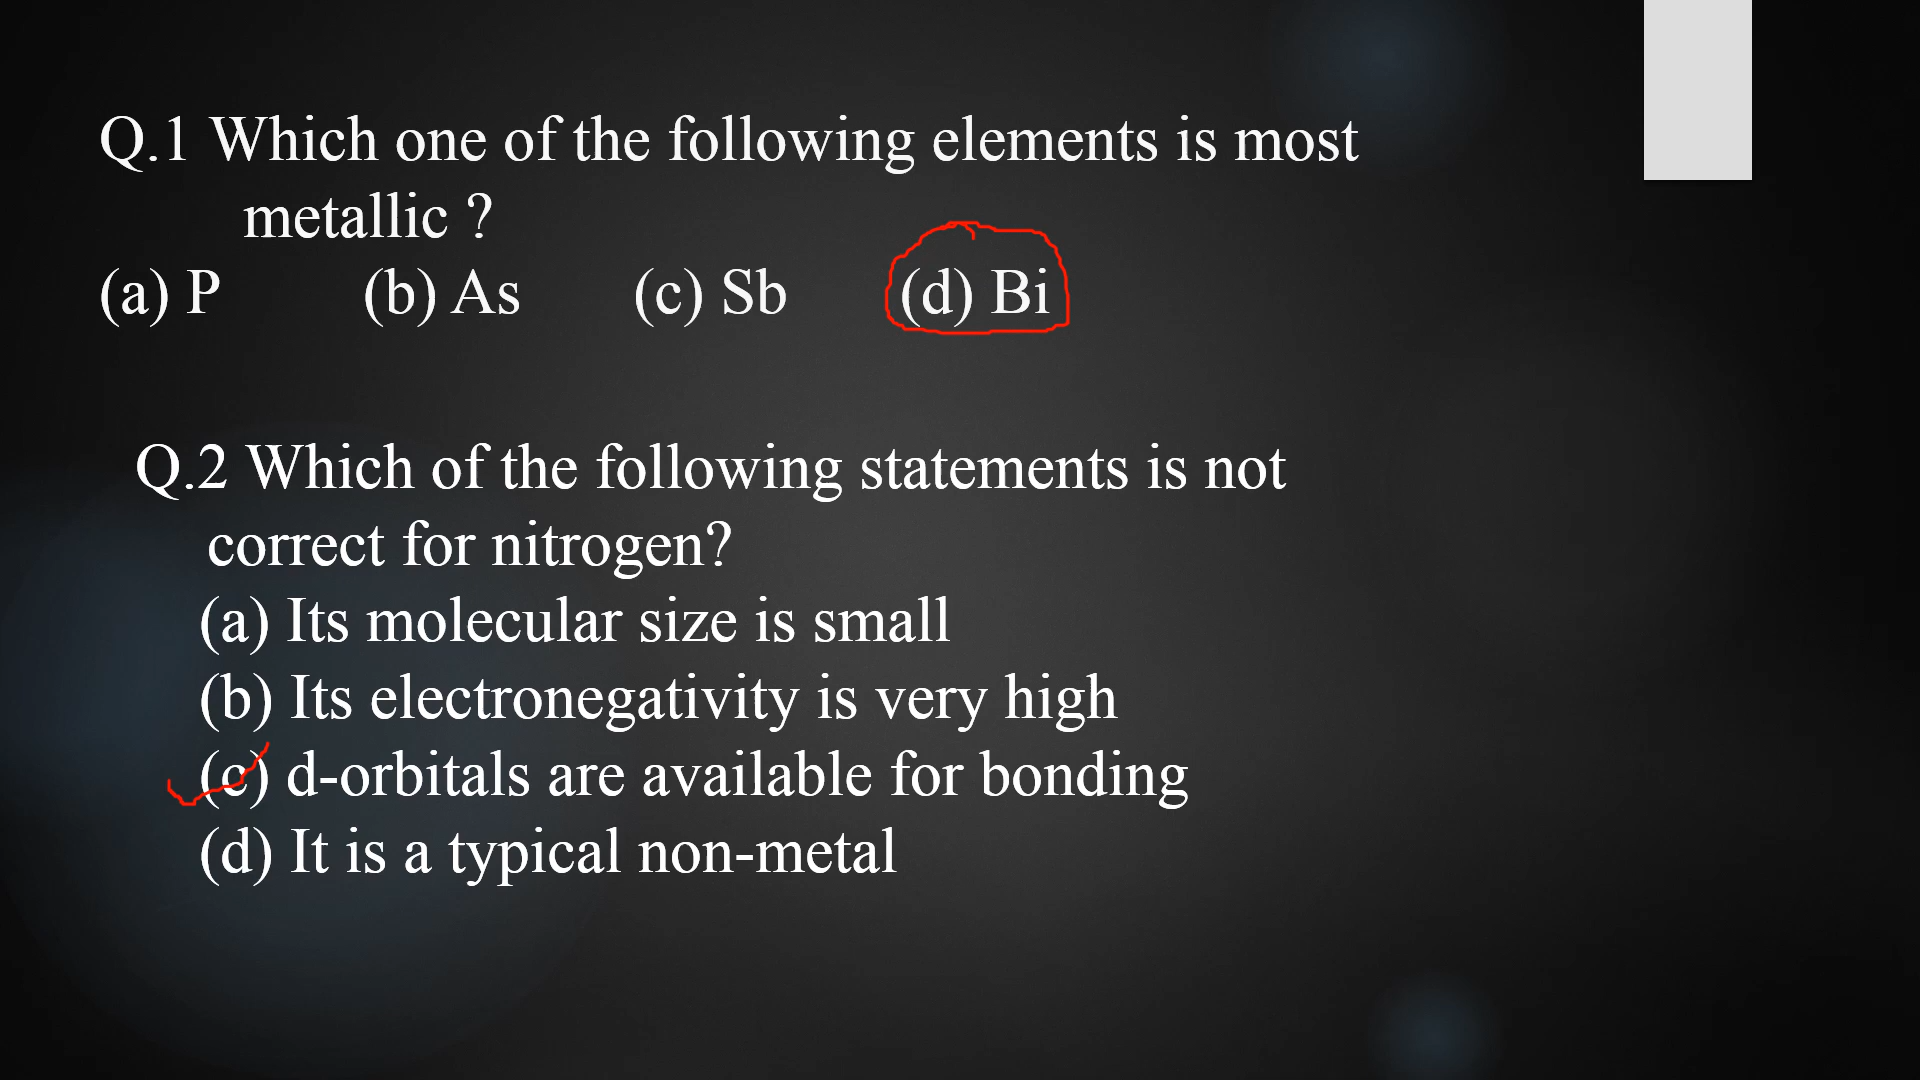 Q.1 Which one of the following elements is most
metallic ?
(a) P (b) As (c) Sb (d) Bi
Q.2 Which of the following statements is not
correct for nitrogen?
(a) Its molecular size is small
(b) Its electronegativity is very high
(c) d-orbitals are available for bonding
(d) It is a typical non-metal